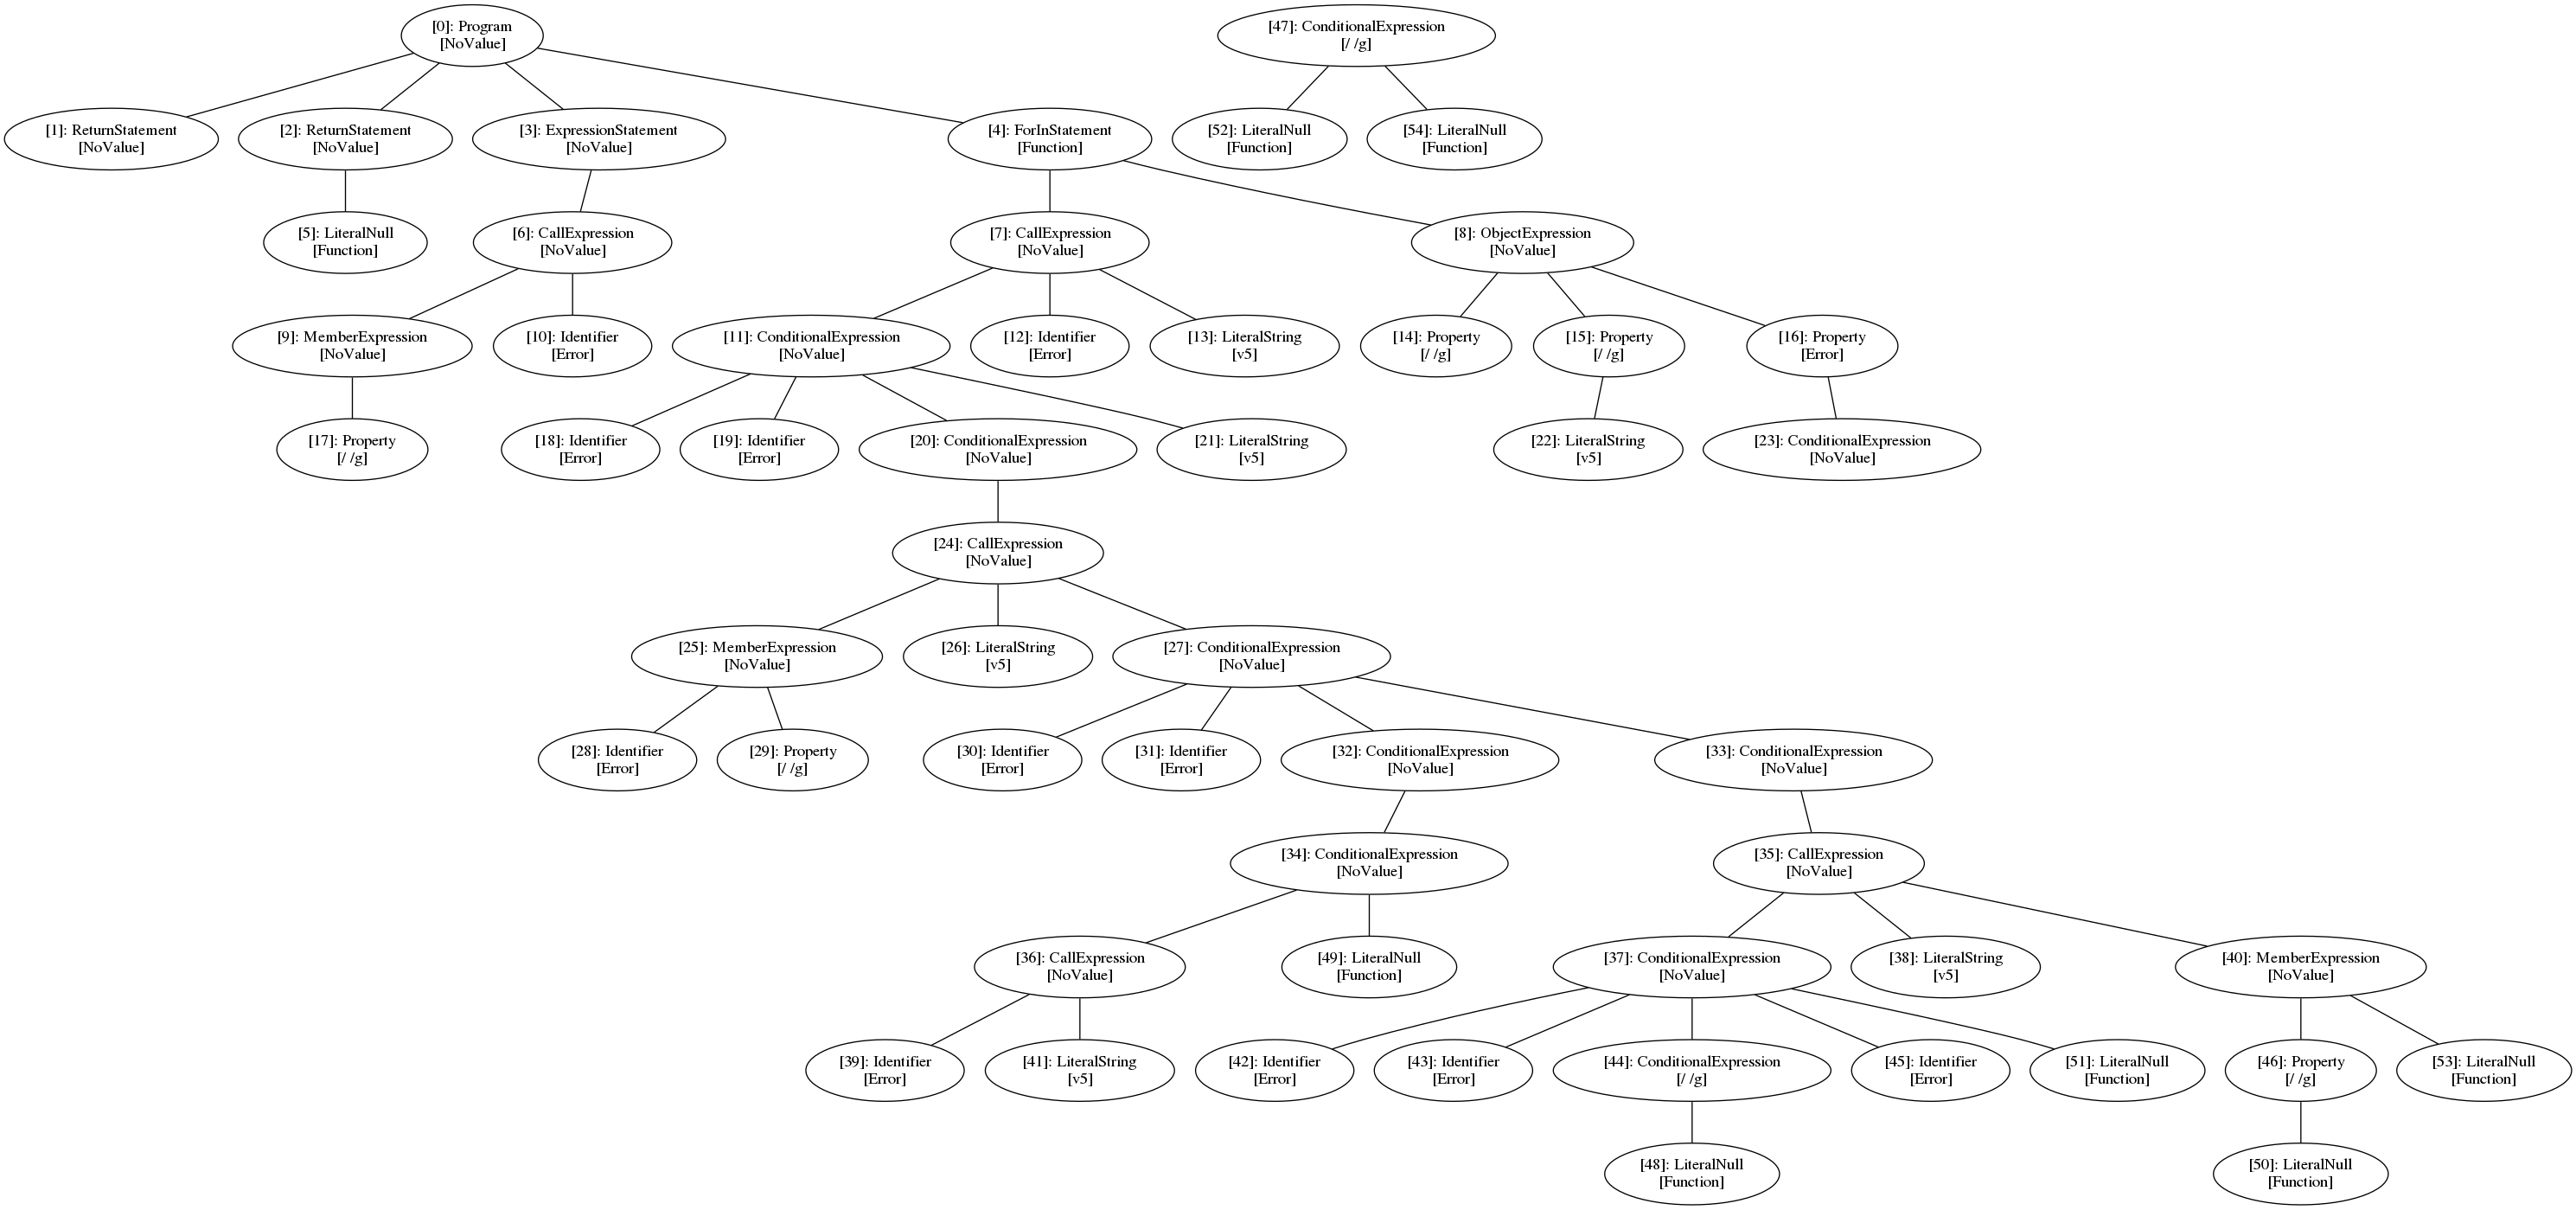 [0]: Program
[NoValue]
[47]: ConditionalExpression
[/ /g]
[1]: ReturnStatement
[NoValue]
[2]: ReturnStatement
[NoValue]
[3]: ExpressionStatement
[NoValue]
[4]: ForInStatement
[Function]
[52]: LiteralNull
[Function]
[54]: LiteralNull
[Function]
[5]: LiteralNull
[Function]
[6]: CallExpression
[NoValue]
[7]: CallExpression
[NoValue]
[8]: ObjectExpression
[NoValue]
[9]: MemberExpression
[NoValue]
[10]: Identifier
[Error]
[11]: ConditionalExpression
[NoValue]
[12]: Identifier
[Error]
[13]: LiteralString
[v5]
[14]: Property
[/ /g]
[15]: Property
[/ /g]
[16]: Property
[Error]
[17]: Property
[/ /g]
[18]: Identifier
[Error]
[19]: Identifier
[Error]
[20]: ConditionalExpression
[NoValue]
[21]: LiteralString
[v5]
[22]: LiteralString
[v5]
[23]: ConditionalExpression
[NoValue]
[24]: CallExpression
[NoValue]
[25]: MemberExpression
[NoValue]
[26]: LiteralString
[v5]
[27]: ConditionalExpression
[NoValue]
[28]: Identifier
[Error]
[29]: Property
[/ /g]
[30]: Identifier
[Error]
[31]: Identifier
[Error]
[32]: ConditionalExpression
[NoValue]
[33]: ConditionalExpression
[NoValue]
[34]: ConditionalExpression
[NoValue]
[35]: CallExpression
[NoValue]
[36]: CallExpression
[NoValue]
[49]: LiteralNull
[Function]
[37]: ConditionalExpression
[NoValue]
[38]: LiteralString
[v5]
[40]: MemberExpression
[NoValue]
[39]: Identifier
[Error]
[41]: LiteralString
[v5]
[42]: Identifier
[Error]
[43]: Identifier
[Error]
[44]: ConditionalExpression
[/ /g]
[45]: Identifier
[Error]
[51]: LiteralNull
[Function]
[46]: Property
[/ /g]
[53]: LiteralNull
[Function]
[48]: LiteralNull
[Function]
[50]: LiteralNull
[Function]